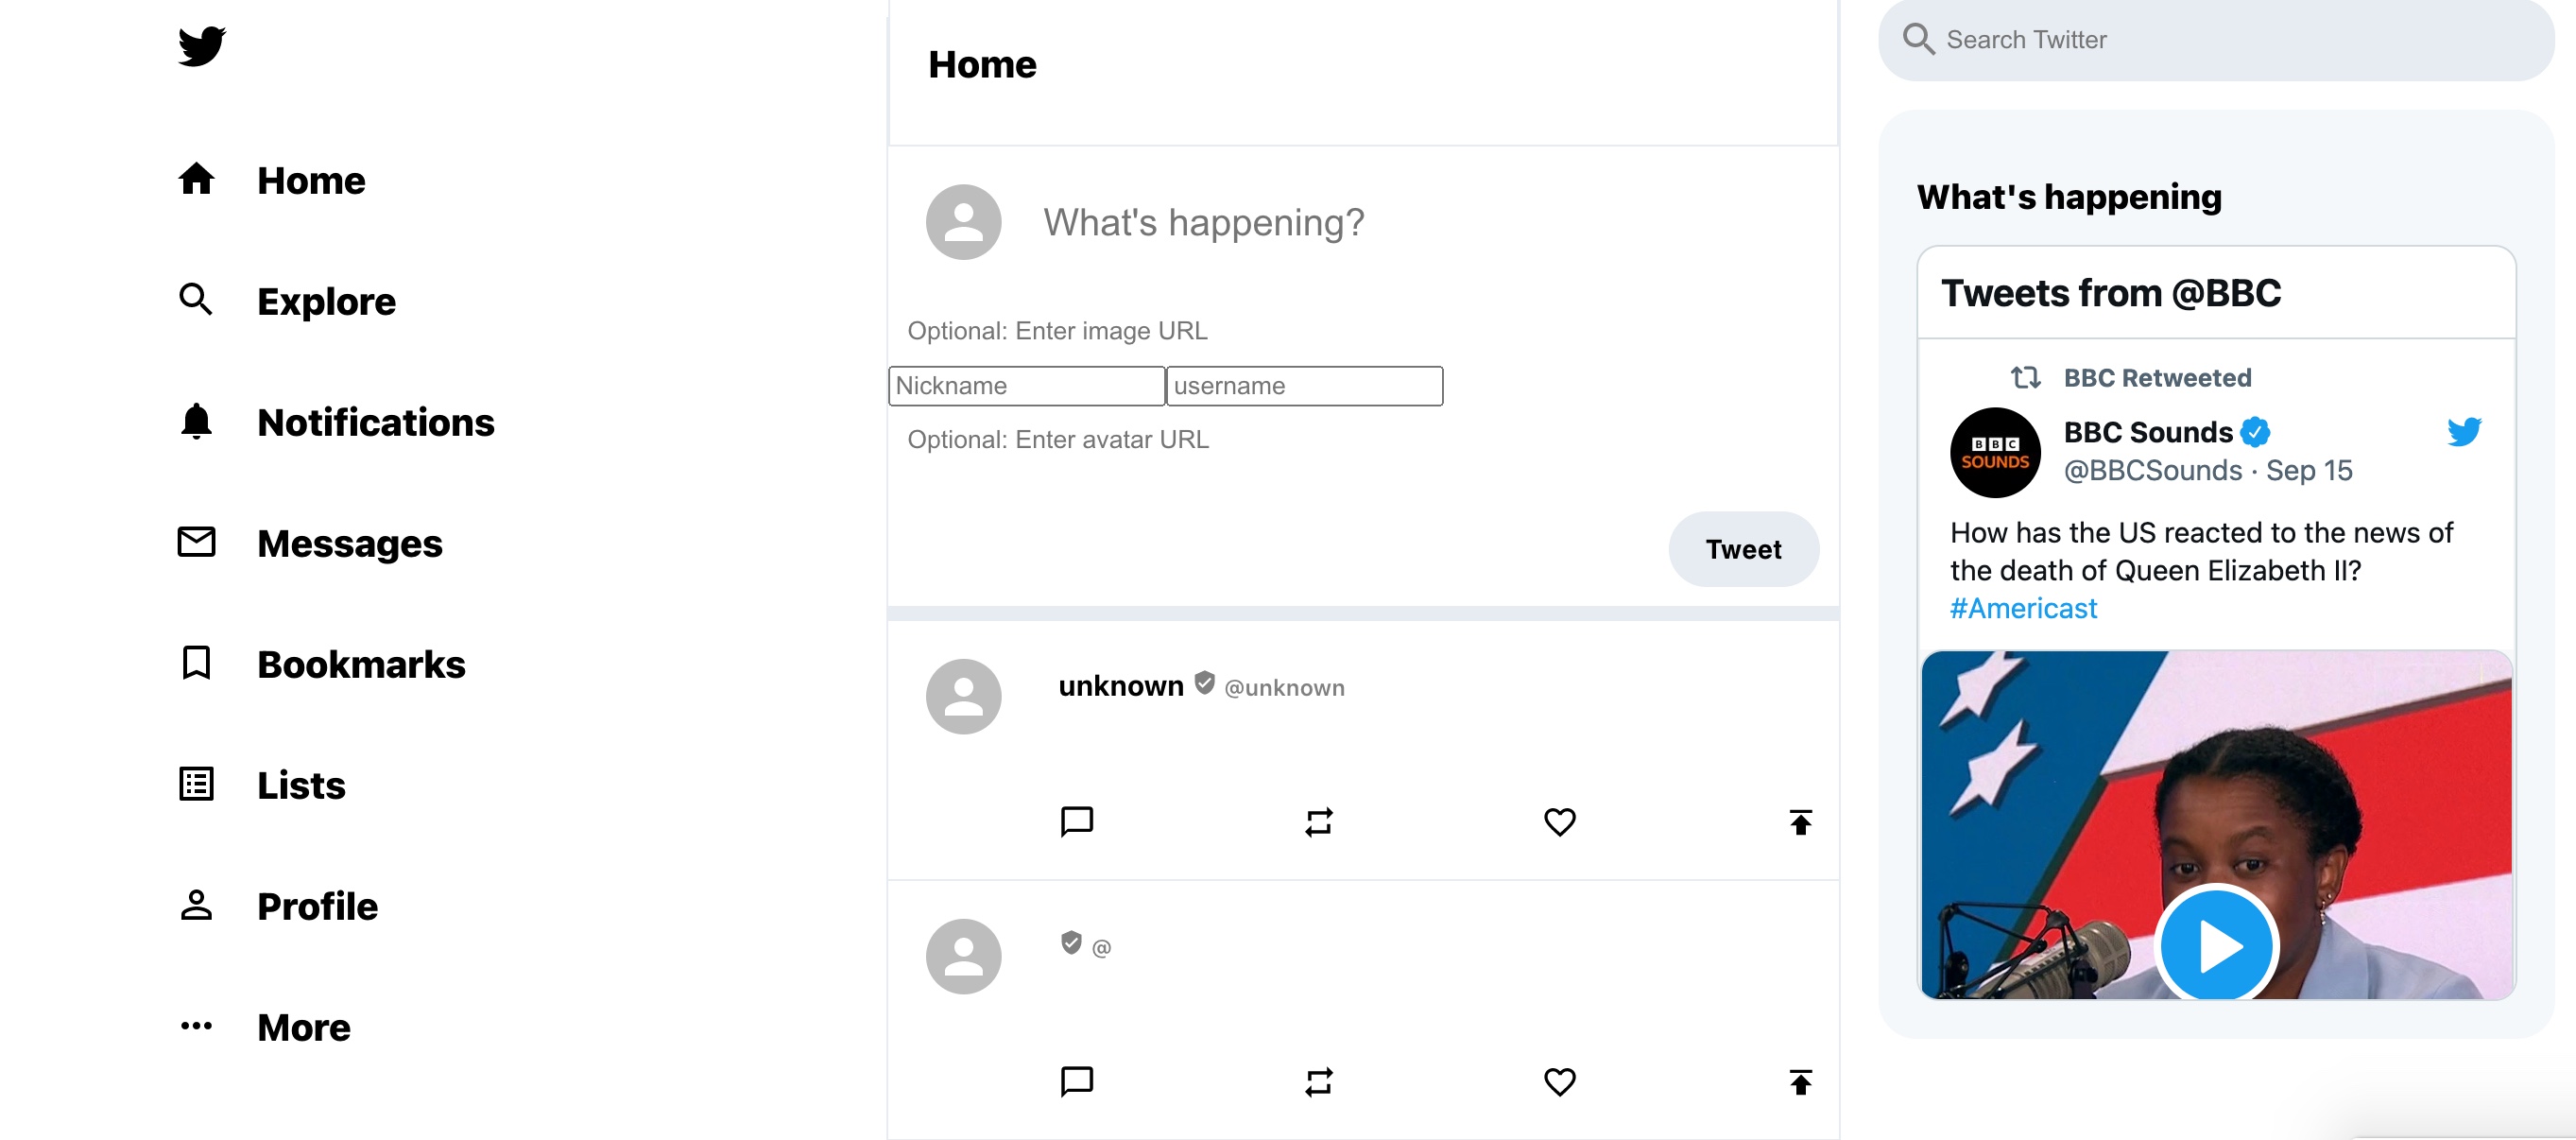 Home
Explore
Notifications
Messages
Bookmarks
Lists
Profile
More
Home
What's happening?
Optional: Enter image URL
Nickname username
Optional: Enter avatar URL
Tweet
unknown @unknown
@
Search Twitter
What's happening
Tweets from @BBC
BBC Retweeted
BBC Sounds
@BBCSounds · Sep 15
BBC
SOUNDS
How has the US reacted to the news of
the death of Queen Elizabeth II?
#Americast